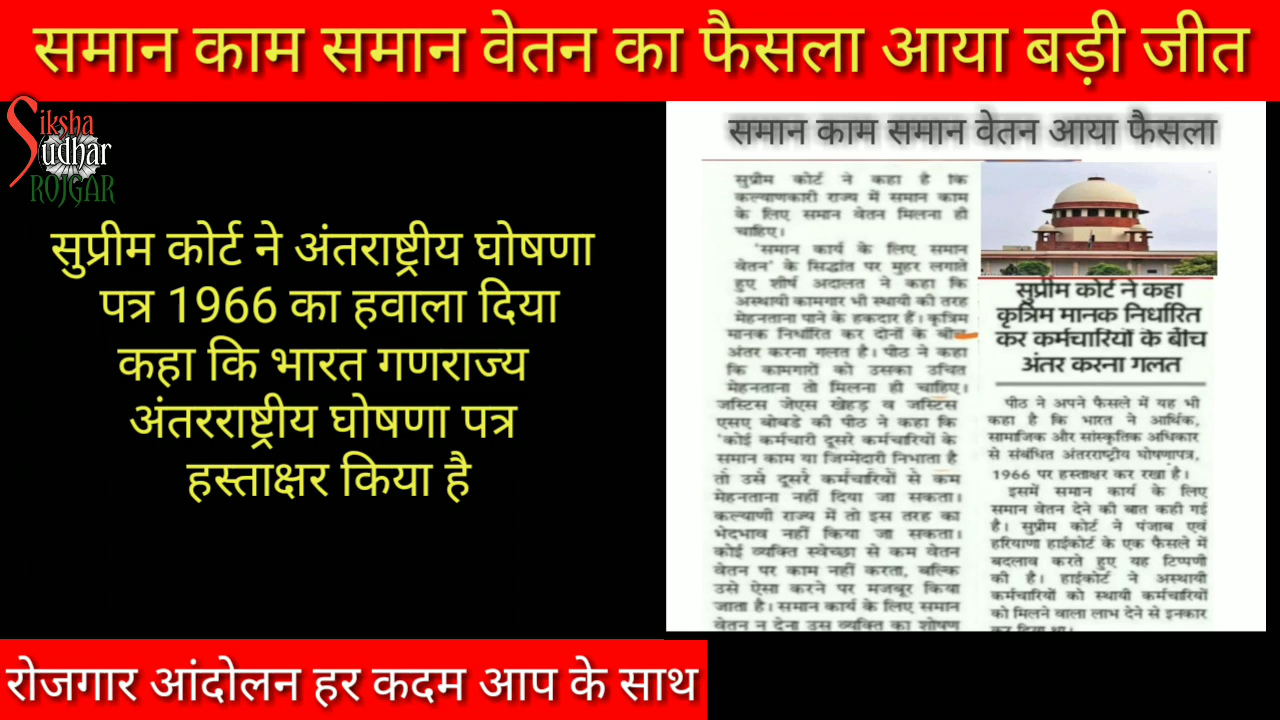 समान काम समान वेतन का फैसला आया बड़ी जीत
Siksha
Sudhar
ROJGAR
सुप्रीम कोर्ट ने अंतराष्ट्रीय घोषणा
पत्र 1966 का हवाला दिया
कहा कि भारत गणराज्य
अंतरराष्ट्रीय घोषणा पत्र
हस्ताक्षर किया है
समान काम समान वेतन आया फैसला
सुप्रीम कोर्ट ने कहा है कि
कल्याणकारी राज्य में समान काम
के लिए समान वेतन मिलना ही
चाहिए।
'समान कार्य के लिए समान
वेतन' के सिद्धांत पर मुहर लगाते
हुए शीर्ष अदालत ने कहा कि
अस्थायी कामगार भी स्थायी की तरह
मेहनताना पाने के हकदार हैं। कृत्रिम
मानक निर्धारित कर दोनों के बीच
अंतर करना गलत है। पीठ ने कहा
कि कामगारों को उसका उचित
मेहनताना तो मिलना ही चाहिए।
जस्टिस जेएस खेहड़ व जस्टिस
एसए बोबडे की पीठ ने कहा कि
'कोई कर्मचारी दूसरे कर्मचारियों के
समान काम या जिम्मेदारी निभाता है
तो उसे दूसरे कर्मचारियों से कम
मेहनताना नहीं दिया जा सकता।
कल्याणी राज्य में तो इस तरह का
भेदभाव नहीं किया जा सकता।
कोई व्यक्ति स्वेच्छा से कम वेतन
वेतन पर काम नहीं करता, बल्कि
उसे ऐसा करने पर मजबूर किया
जाता है। समान कार्य के लिए समान
वेतन न देना उस व्यक्ति का शोषण
सुप्रीम कोर्ट ने कहा
कृत्रिम मानक निर्धारित
कर कर्मचारियों के बीच
अंतर करना गलत
पीठ ने अपने फैसले में यह भी
कहा है कि भारत ने आर्थिक,
सामाजिक और सांस्कृतिक अधिकार
से संबंधित अंतरराष्ट्रीय घोषणापत्र,
1966 पर हस्ताक्षर कर रखा है।
इसमें समान कार्य के लिए
समान वेतन देने की बात कही गई
है। सुप्रीम कोर्ट ने पंजाब एवं
हरियाणा हाईकोर्ट के एक फैसले में
बदलाव करते हुए यह टिप्पणी
की है। हाईकोर्ट ने अस्थायी
कर्मचारियों को स्थायी कर्मचारियों
को मिलने वाला लाभ देने से इनकार
कर दिया था।
रोजगार आंदोलन हर कदम आप के साथ